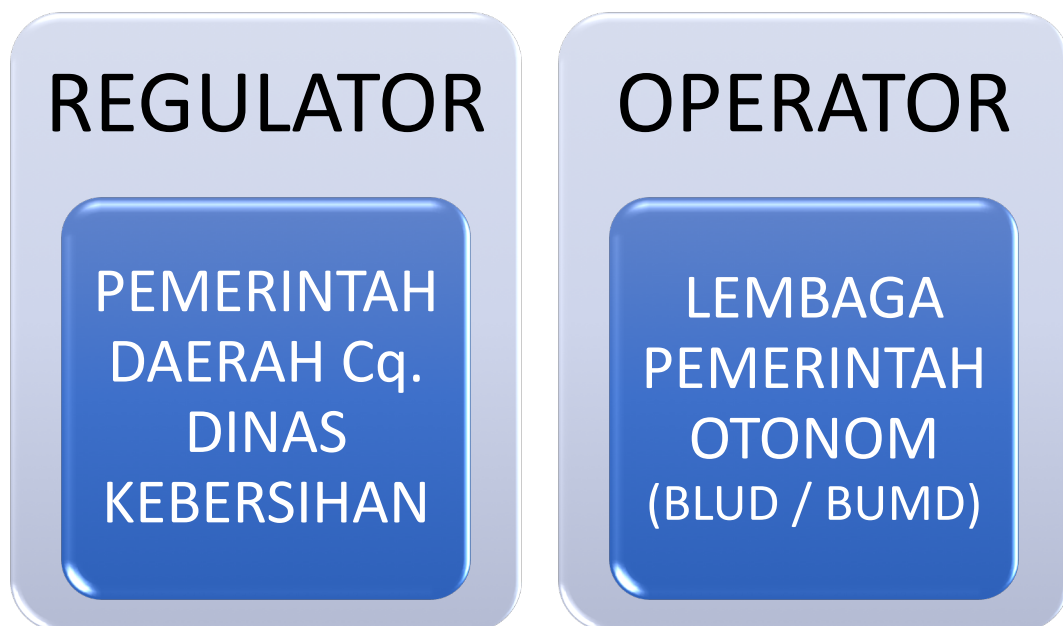 REGULATOR
PEMERINTAH
DAERAH Cq.
DINAS
KEBERSIHAN
OPERATOR
LEMBAGA
PEMERINTAH
OTONOM
(BLUD / BUMD)